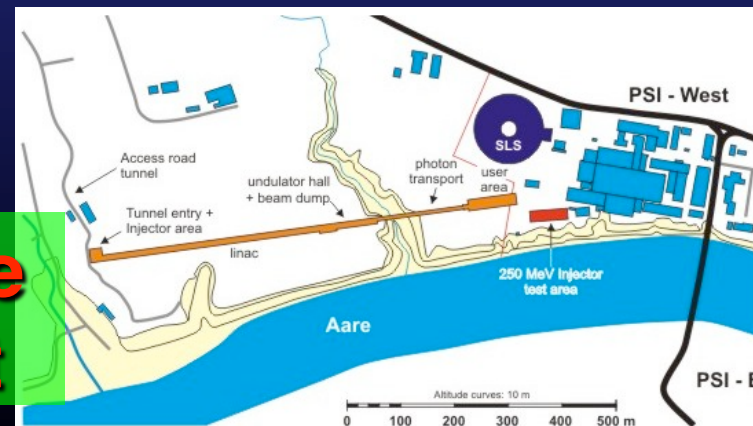 PSI - West
SLS
Access road
tunnel
photon
transport
user
area
undulator hall
+ beam dump
Tunnel entry +
Injector area
linac
250 MeV Injector
test area
Aare
PSI - E
Altitude curves: 10 m
0 100 200 300 400 500 m
e